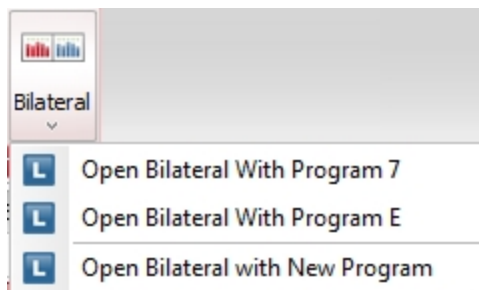 Bilateral
L Open Bilateral With Program 7
L Open Bilateral With Program E
L Open Bilateral with New Program